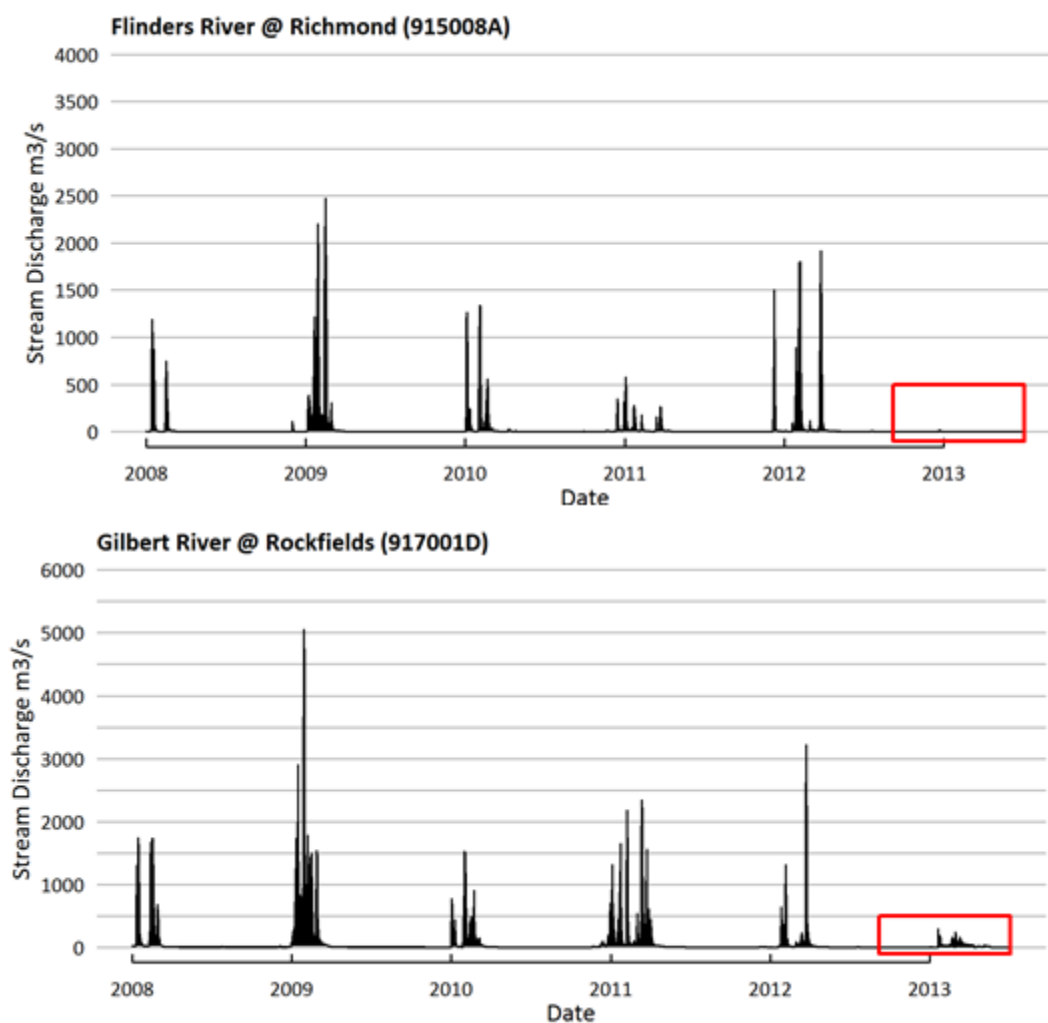 Flinders River @ Richmond (915008A)
Stream Discharge m3/s
4000
3500
3000
2500
2000
1500
1000
500
0
2008 2009 2010 2011 2012 2013
Date
Gilbert River @ Rockfields (917001D)
Stream Discharge m3/s
6000
5000
4000
3000
2000
1000
0
2008 2009 2010 2011 2012 2013
Date